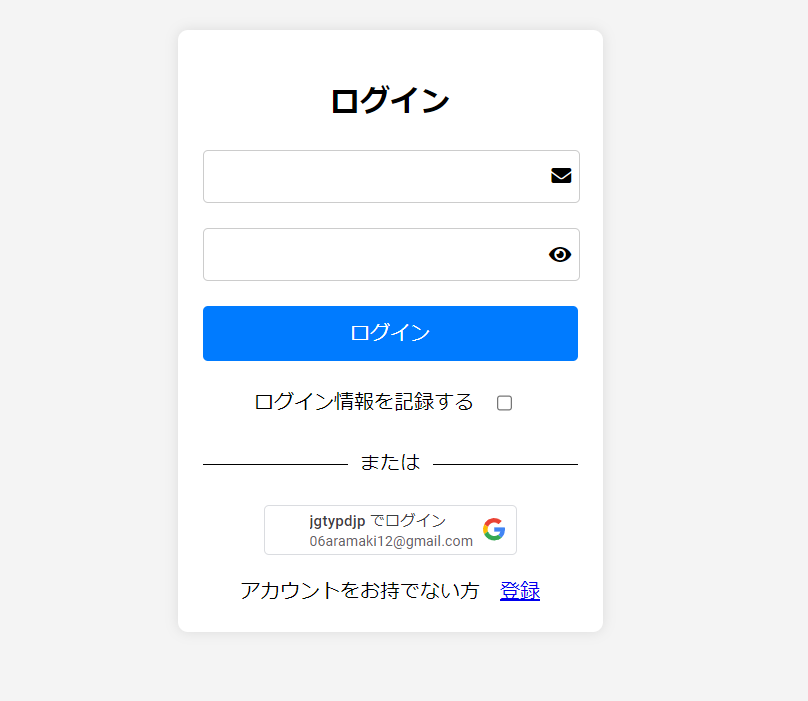 ログイン
ログイン
ログイン情報を記録する
または
jgtypdjp でログイン
06aramaki12@gmail.com
アカウントをお持でない方 登録